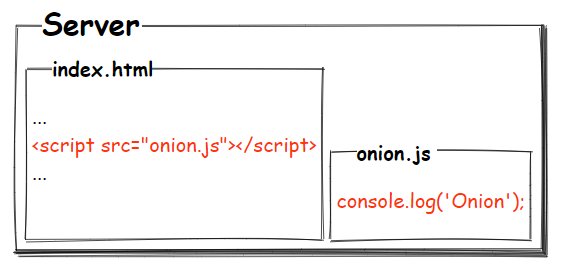 Server
index.html
...
<script src="onion.js"></script>
...
onion.js
console.log('Onion');